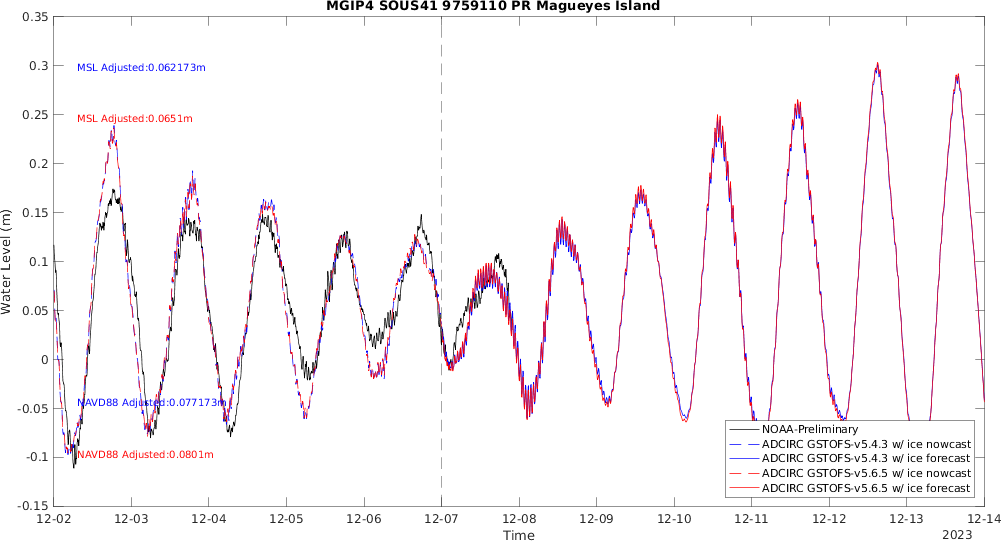 MGIP4 SOUS41 9759110 PR Magueyes Island
0.35
0.3
0.25
0.2
0.15
0.1
0.05
0
-0.05
-0.1
-0.15
Water Level (m)
MSL Adjusted:0.062173m
MSL Adjusted:0.0651m
NAVD88 Adjusted:0.077173m
NAVD88 Adjusted:0.0801m
NOAA-Preliminary
ADCIRC GSTOFS-v5.4.3 w/ ice nowcast
ADCIRC GSTOFS-v5.4.3 w/ ice forecast
ADCIRC GSTOFS-v5.6.5 w/ ice nowcast
ADCIRC GSTOFS-v5.6.5 w/ ice forecast
12-02 12-03 12-04 12-05 12-06 12-07 12-08 12-09 12-10 12-11 12-12 12-13 12-14
Time
2023